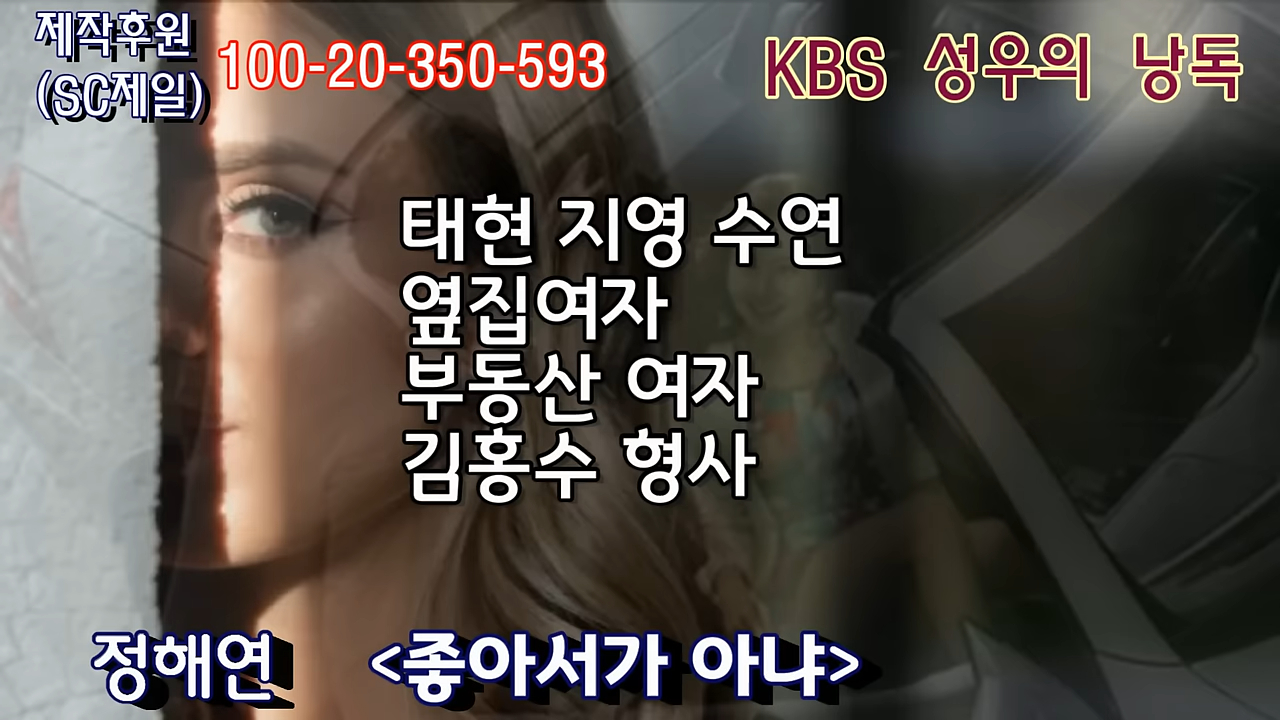 제작후원
(SC제일)
100-20-350-593
KBS 성우의 낭독
태현 지영 수연
옆집여자
부동산 여자
김홍수 형사
정해연 <좋아서가 아냐>